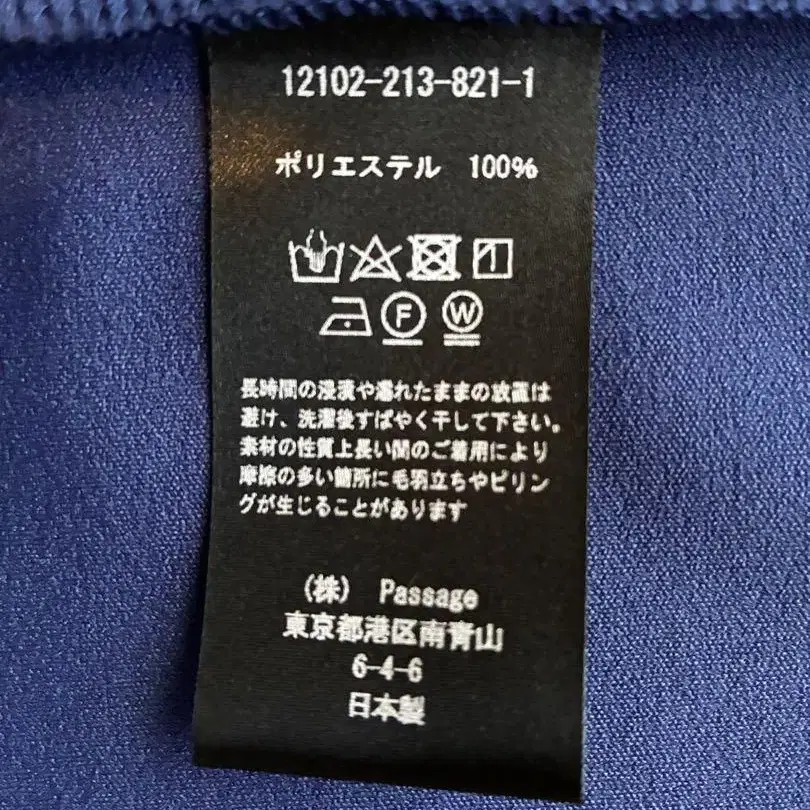 12102-213-821-1
ポリエステル 100%
F W
長時間の浸漬や濡れたままの放置は
避け、洗濯後すばやく干して下さい。
素材の性質上長い間のご着用により
摩擦の多い箇所に毛羽立ちやピリン
グが生じることがあります
(株) Passage
東京都港区南青山
6-4-6
日本製